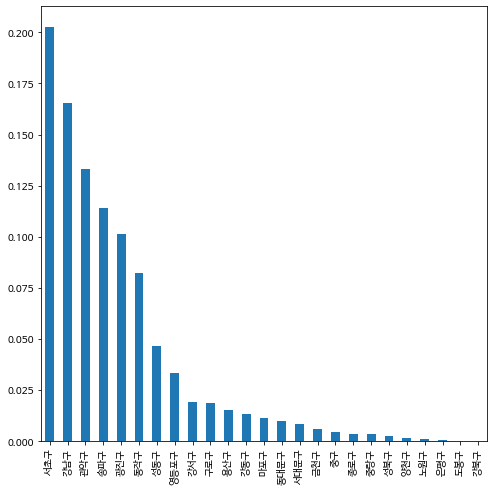 0.200
0.175
0.150
0.125
0.100
0.075
0.050
0.025
0.000
서초구
강남구
관악구
송파구
광진구
동작구
성동구
영등포구
강서구
구로구
용산구
강동구
마포구
동대문구
서대문구
금천구
중구
종로구
중랑구
성북구
양천구
노원구
은평구
도봉구
강북구